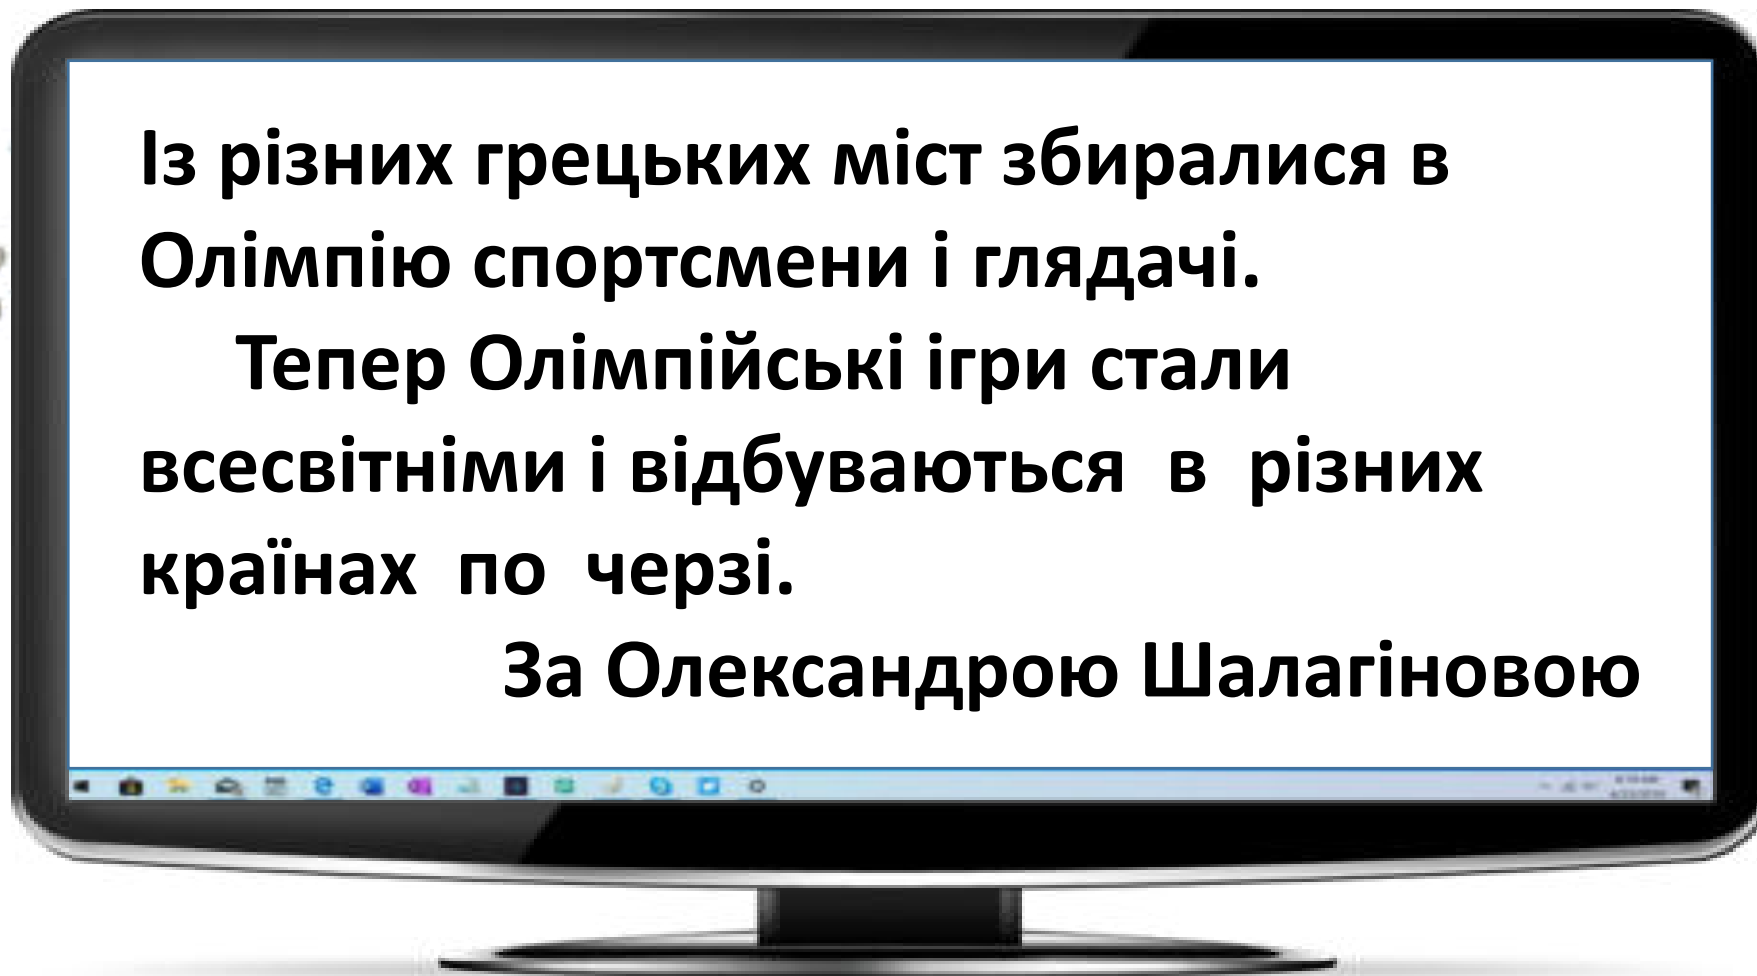 Із різних грецьких міст збиралися в
Олімпію спортсмени і глядачі.
Тепер Олімпійські ігри стали
всесвітніми і відбуваються в різних
країнах по черзі.
За Олександрою Шалагіновою